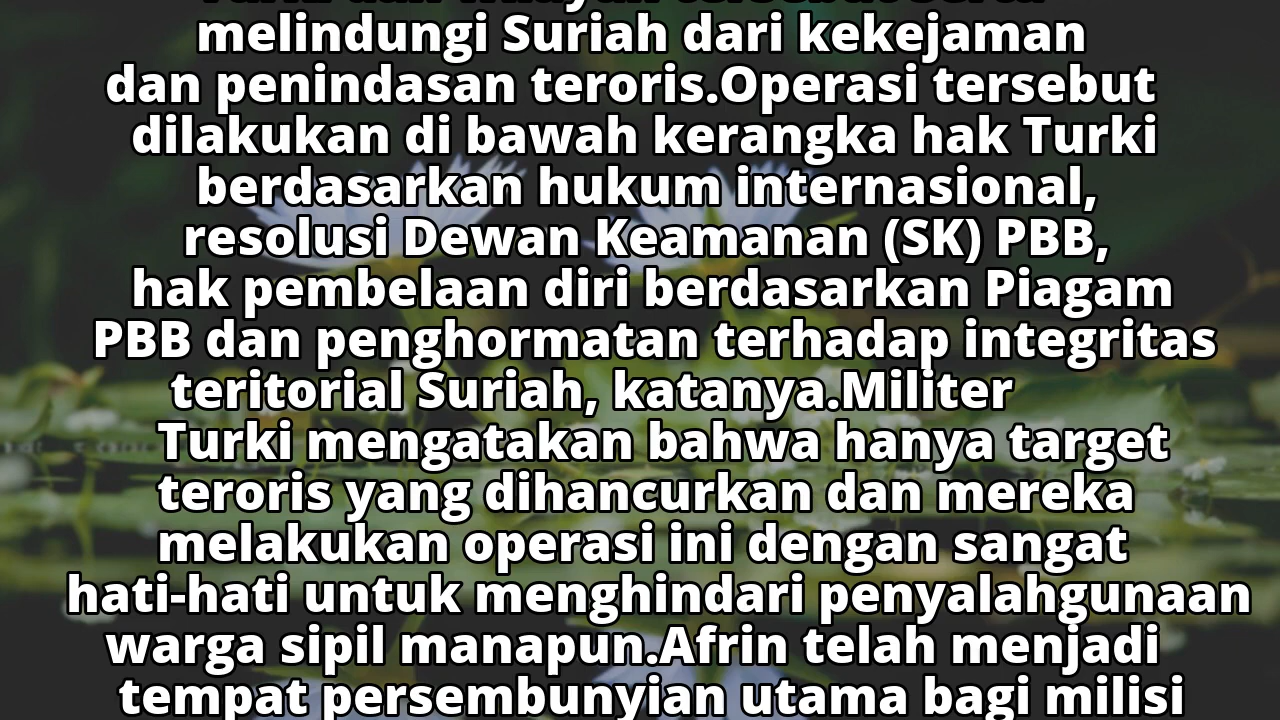 melindungi Suriah dari kekejaman
dan penindasan teroris.Operasi tersebut
dilakukan di bawah kerangka hak Turki
berdasarkan hukum internasional,
resolusi Dewan Keamanan (SK) PBB,
hak pembelaan diri berdasarkan Piagam
PBB dan penghormatan terhadap integritas
teritorial Suriah, katanya.Militer
Turki mengatakan bahwa hanya target
teroris yang dihancurkan dan mereka
melakukan operasi ini dengan sangat
hati-hati untuk menghindari penyalahgunaan
warga sipil manapun.Afrin telah menjadi
tempat persembunyian utama bagi milisi